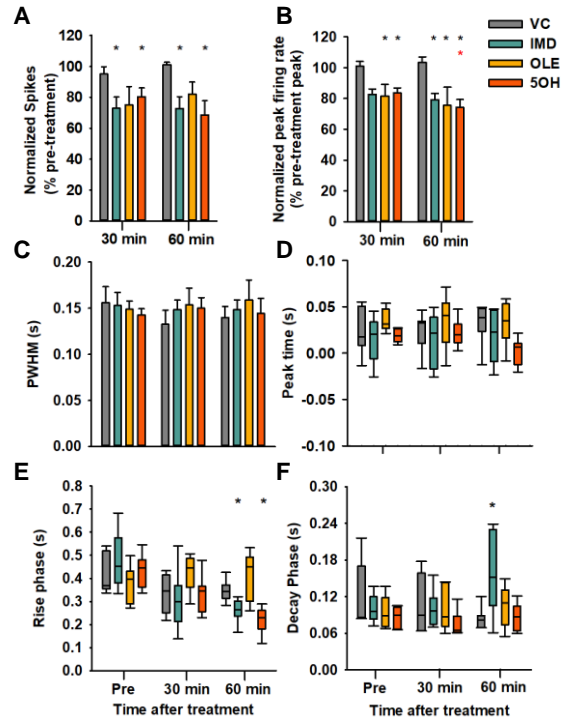 A
Normalized Spikes
(% pre-treatment)
120
100
80
60
40
20
0
* * * *
30 min 60 min
B
Normalized peak firing rate
(% pre-treatment peak)
120
100
80
60
40
20
0
* * * * *
*
30 min 60 min
VC
IMD
OLE
5OH
C
PWHM (s)
0.20
0.15
0.10
0.05
0.00
D
Peak time (s)
0.10
0.05
0.00
-0.05
-0.10
E
Rise phase (s)
0.8
0.7
0.6
0.5
0.4
0.3
0.2
0.1
0.0
* *
Pre 30 min 60 min
Time after treatment
F
Decay Phase (s)
0.30
0.24
0.18
0.12
0.06
0.00
*
Pre 30 min 60 min
Time after treatment